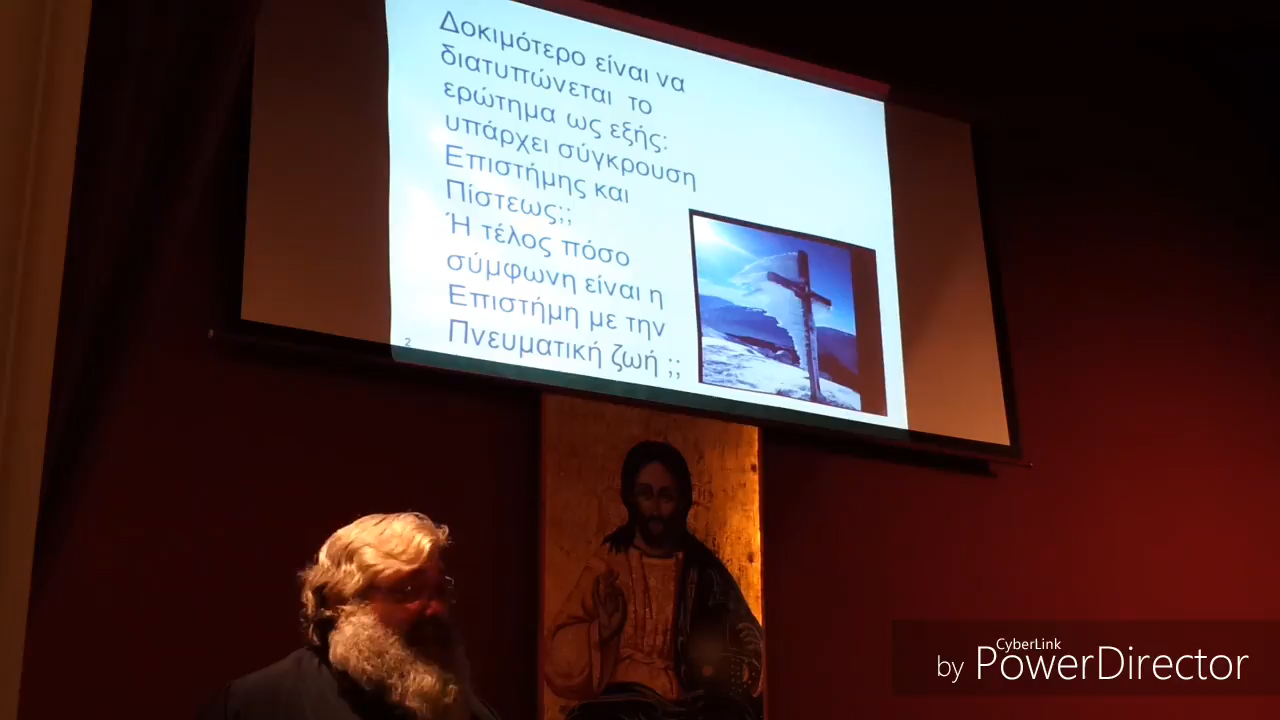 Δοκιμότερο είναι να
διατυπώνεται το
ερώτημα ως εξής:
υπάρχει σύγκρουση
Επιστήμης και
Πίστεως;;
Ή τέλος πόσο
σύμφωνη είναι η
Επιστήμη με την
Πνευματική ζωή ;;
2
CyberLink
by PowerDirector